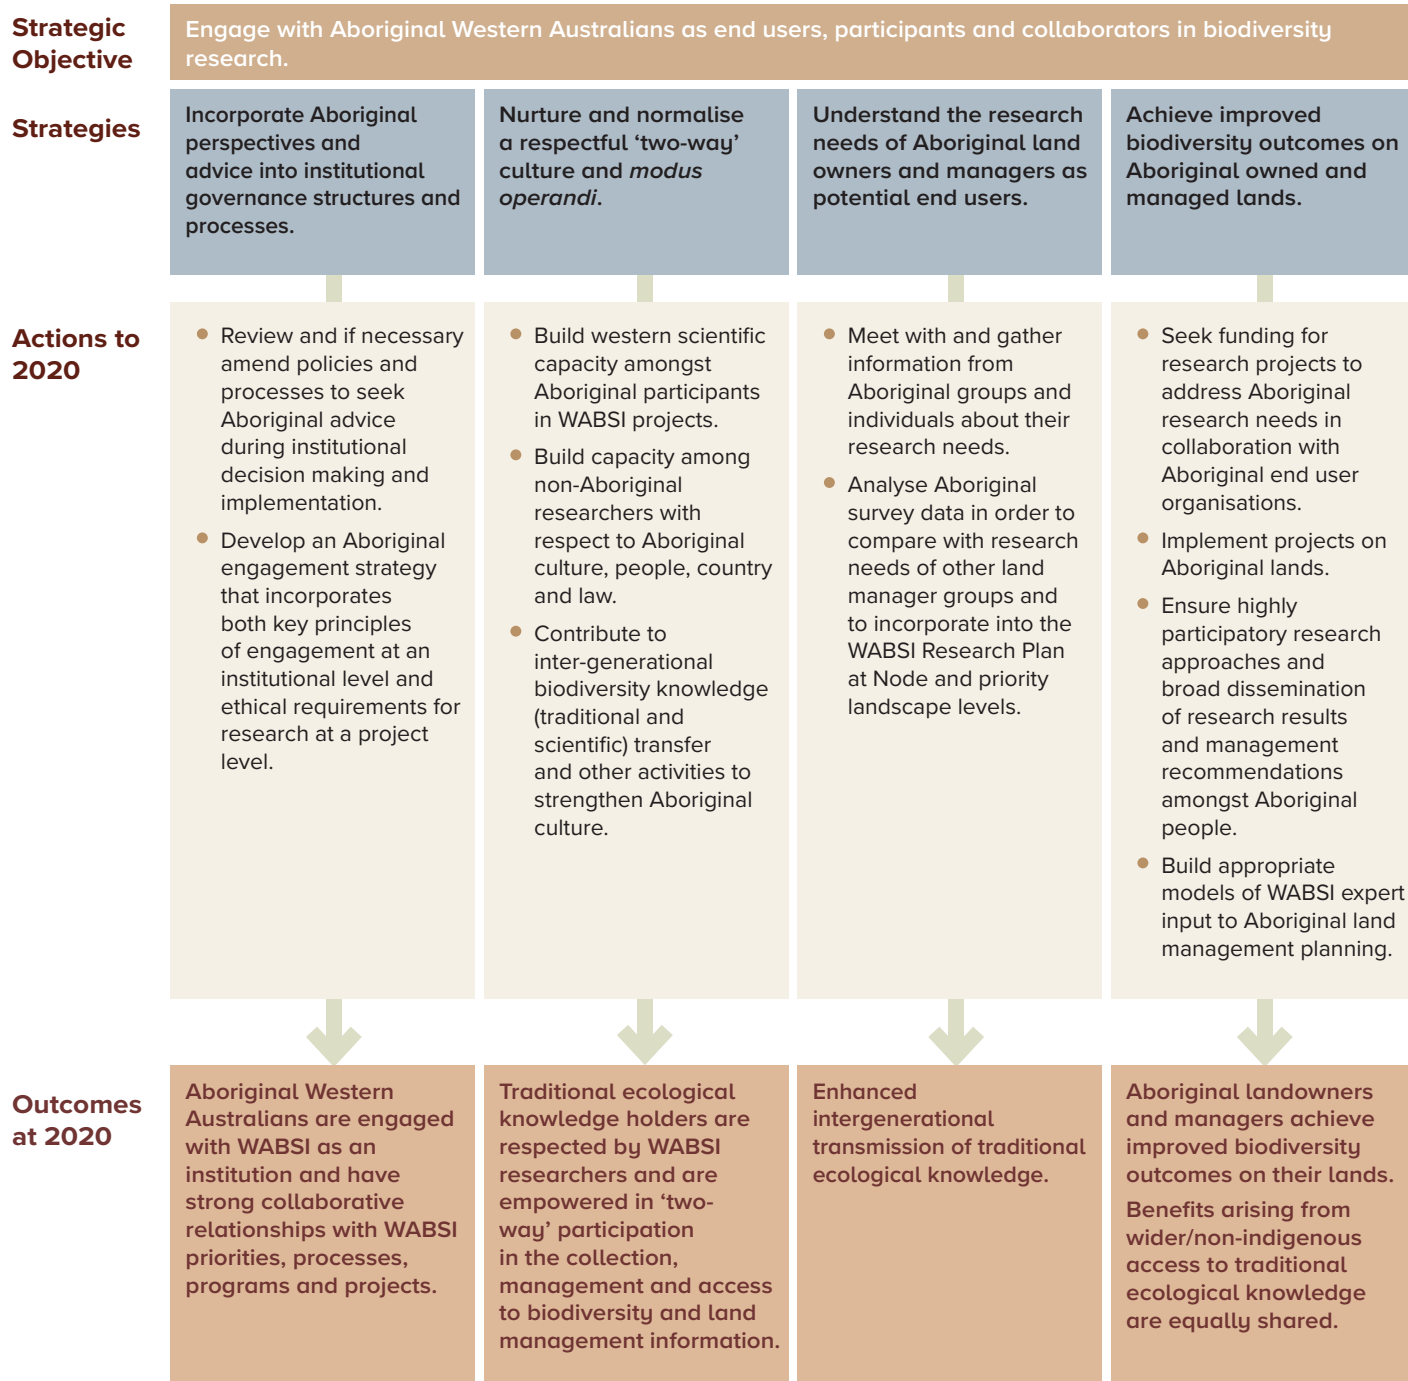 Strategic
Objective
Engage with Aboriginal Western Australians as end users, participants and collaborators in biodiversity
research.
Strategies
Incorporate Aboriginal
perspectives and
advice into institutional
governance structures and
processes.
Nurture and normalise
a respectful ‘two-way’
culture and modus
operandi.
Understand the research
needs of Aboriginal land
owners and managers as
potential end users.
Achieve improved
biodiversity outcomes on
Aboriginal owned and
managed lands.
Actions to
2020
• Review and if necessary
amend policies and
processes to seek
Aboriginal advice
during institutional
decision making and
implementation.
• Develop an Aboriginal
engagement strategy
that incorporates
both key principles
of engagement at an
institutional level and
ethical requirements for
research at a project
level.
• Build western scientific
capacity amongst
Aboriginal participants
in WABSI projects.
• Build capacity among
non-Aboriginal
researchers with
respect to Aboriginal
culture, people, country
and law.
• Contribute to
inter-generational
biodiversity knowledge
(traditional and
scientific) transfer
and other activities to
strengthen Aboriginal
culture.
• Meet with and gather
information from
Aboriginal groups and
individuals about their
research needs.
• Analyse Aboriginal
survey data in order to
compare with research
needs of other land
manager groups and
to incorporate into the
WABSI Research Plan
at Node and priority
landscape levels.
• Seek funding for
research projects to
address Aboriginal
research needs in
collaboration with
Aboriginal end user
organisations.
• Implement projects on
Aboriginal lands.
• Ensure highly
participatory research
approaches and
broad dissemination
of research results
and management
recommendations
amongst Aboriginal
people.
• Build appropriate
models of WABSI expert
input to Aboriginal land
management planning.
Outcomes
at 2020
Aboriginal Western
Australians are engaged
with WABSI as an
institution and have
strong collaborative
relationships with WABSI
priorities, processes,
programs and projects.
Traditional ecological
knowledge holders are
respected by WABSI
researchers and are
empowered in ‘two-
way’ participation
in the collection,
management and access
to biodiversity and land
management information.
Enhanced
intergenerational
transmission of traditional
ecological knowledge.
Aboriginal landowners
and managers achieve
improved biodiversity
outcomes on their lands.
Benefits arising from
wider/non-indigenous
access to traditional
ecological knowledge
are equally shared.